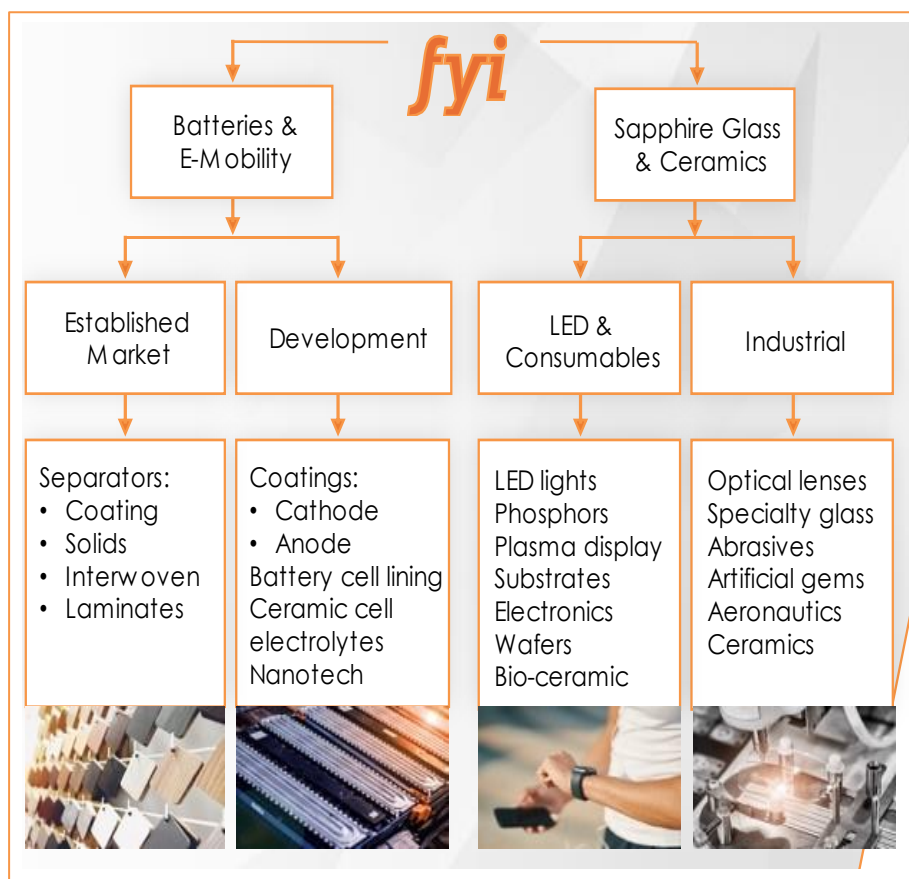 fyi
Batteries &
E-Mobility
Sapphire Glass
& Ceramics
Established
Market
Development
LED &
Consumables
Industrial
Separators:
• Coating
• Solids
• Interwoven
• Laminates
Coatings:
• Cathode
• Anode
Battery cell lining
Ceramic cell
electrolytes
Nanotech
LED lights
Phosphors
Plasma display
Substrates
Electronics
Wafers
Bio-ceramic
Optical lenses
Specialty glass
Abrasives
Artificial gems
Aeronautics
Ceramics